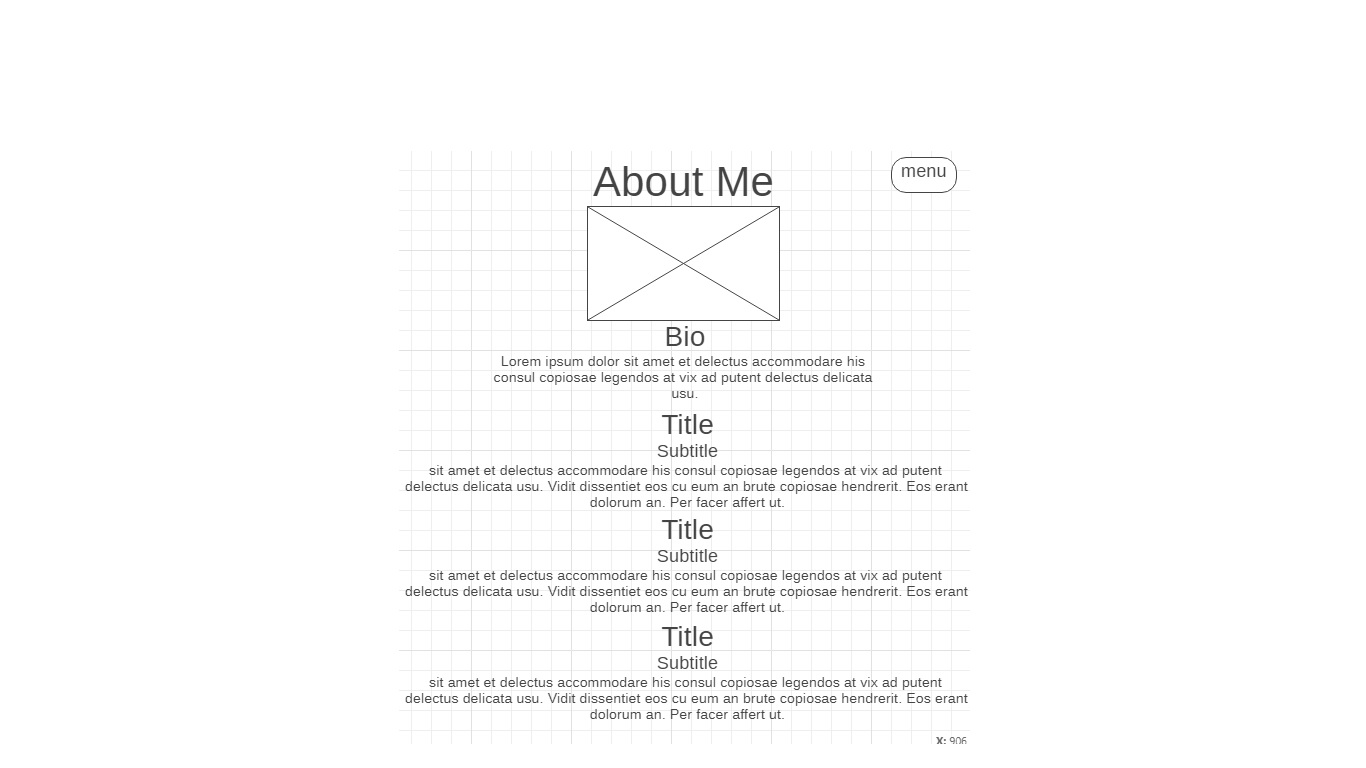 About Me
menu
Bio
Lorem ipsum dolor sit amet et delectus accommodare his
consul copiosae legendos at vix ad putent delectus delicata
usu.
Title
Subtitle
sit amet et delectus accommodare his consul copiosae legendos at vix ad putent
delectus delicata usu. Vidit dissentiet eos cu eum an brute copiosae hendrerit. Eos erant
dolorum an. Per facer affert ut.
Title
Subtitle
sit amet et delectus accommodare his consul copiosae legendos at vix ad putent
delectus delicata usu. Vidit dissentiet eos cu eum an brute copiosae hendrerit. Eos erant
dolorum an. Per facer affert ut.
Title
Subtitle
sit amet et delectus accommodare his consul copiosae legendos at vix ad putent
delectus delicata usu. Vidit dissentiet eos cu eum an brute copiosae hendrerit. Eos erant
dolorum an. Per facer affert ut.
X: 906